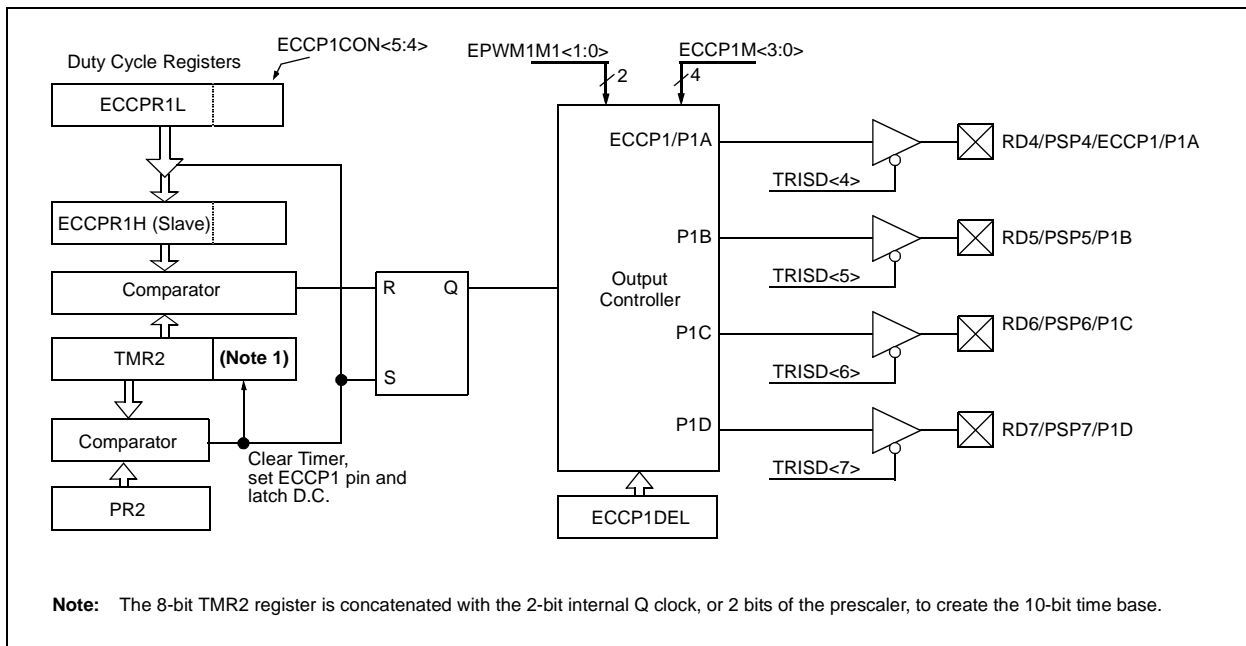 ECCP1CON<5:4>
Duty Cycle Registers
ECCPR1L
ECCPR1H (Slave)
Comparator
TMR2
(Note 1)
Comparator
PR2
Clear Timer,
set ECCP1 pin and
latch D.C.
R
Q
S
EPWM1M1<1:0>
2
ECCP1M<3:0>
4
ECCP1/P1A
P1B
Output
Controller
P1C
P1D
ECCP1DEL
TRISD<4>
RD4/PSP4/ECCP1/P1A
TRISD<5>
RD5/PSP5/P1B
TRISD<6>
RD6/PSP6/P1C
TRISD<7>
RD7/PSP7/P1D
Note: The 8-bit TMR2 register is concatenated with the 2-bit internal Q clock, or 2 bits of the prescaler, to create the 10-bit time base.